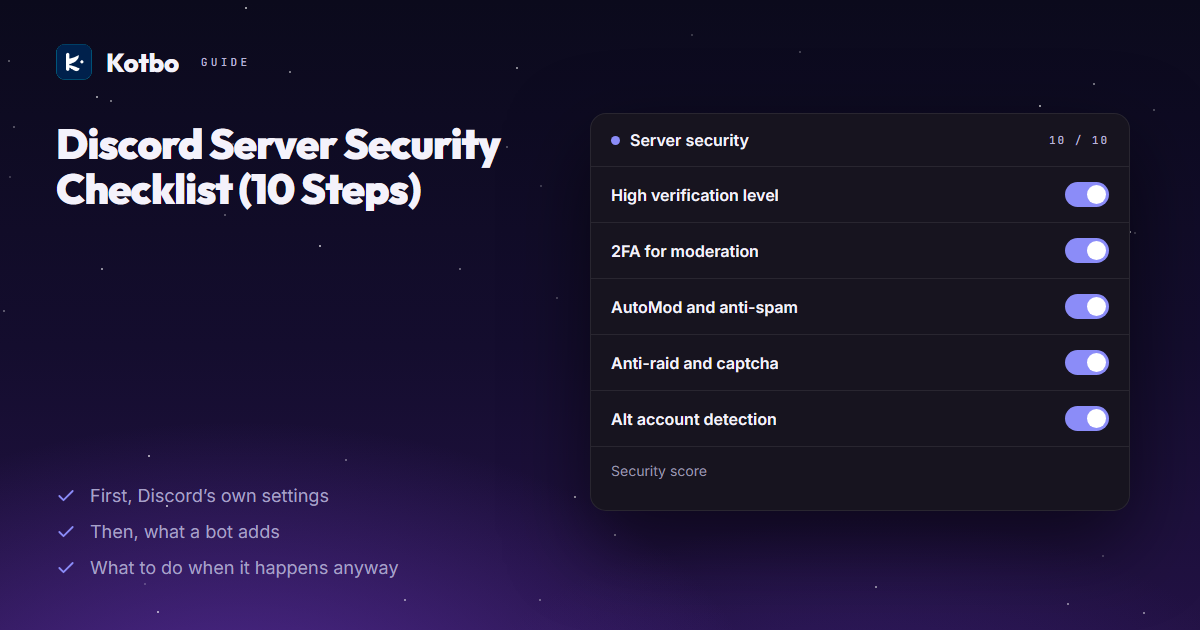 Kotbo GUIDE
Discord Server Security
Checklist (10 Steps)
First, Discord’s own settings
Then, what a bot adds
What to do when it happens anyway
Server security 10 / 10
High verification level
2FA for moderation
AutoMod and anti-spam
Anti-raid and captcha
Alt account detection
Security score